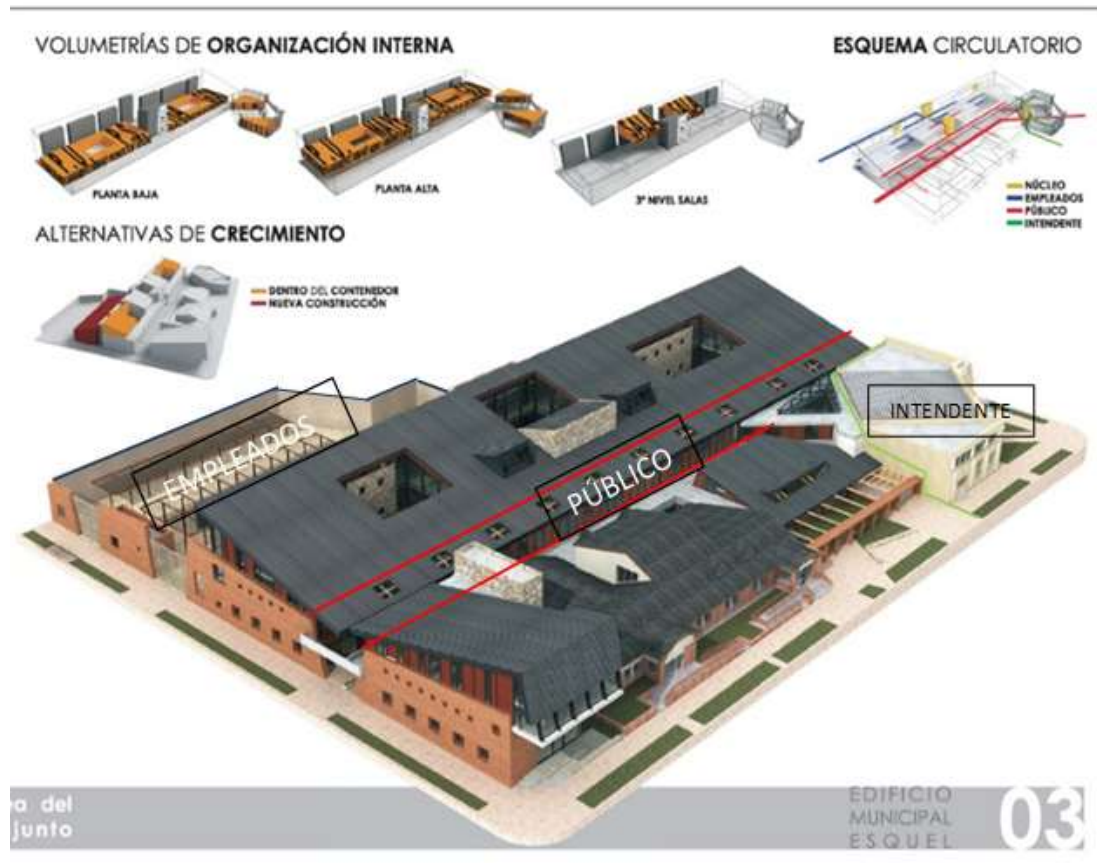 VOLUMETRÍAS DE ORGANIZACIÓN INTERNA
ESQUEMA CIRCULATORIO
PLANTA BAJA
PLANTA ALTA
3º NIVEL SALAS
NÚCLEO
EMPLEADOS
PÚBLICO
INTENDENTE
ALTERNATIVAS DE CRECIMIENTO
DENTRO DEL CONTENEDOR
NUEVA CONSTRUCCIÓN
INTENDENTE
EMPLEADOS
PÚBLICO
a del
junto
EDIFICIO
MUNICIPAL
ESQUEL
03